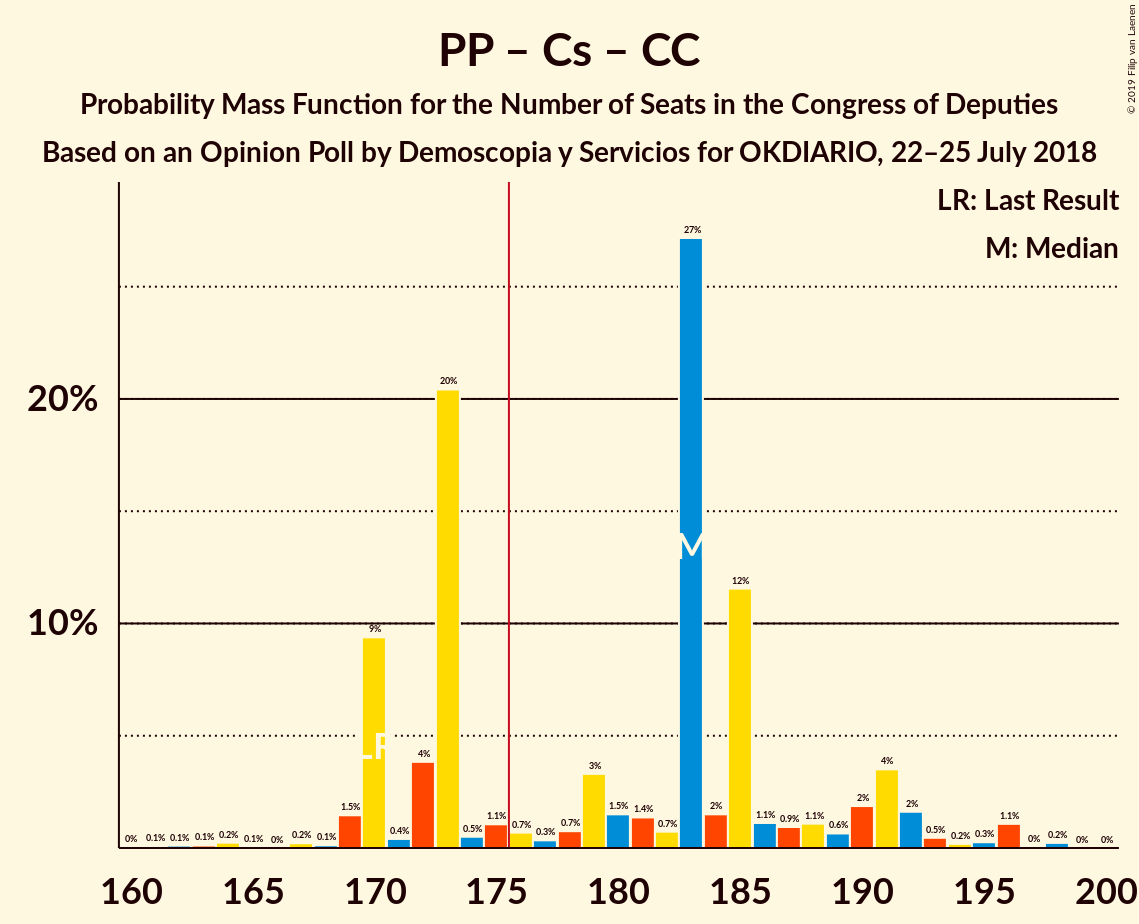 PP – Cs – CC
Probability Mass Function for the Number of Seats in the Congress of Deputies
Based on an Opinion Poll by Demoscopia y Servicios for OKDIARIO, 22–25 July 2018
© 2019 Filip van Laenen
LR: Last Result
M: Median
20%
10%
0% 0.1% 0.1% 0.1% 0.2% 0.1% 0% 0.2% 0.1% 1.5% 9% 0.4% 4% 20% 0.5% 1.1% 0.7% 0.3% 0.7% 3% 1.5% 1.4% 0.7% 27% 2% 12% 1.1% 0.9% 1.1% 0.6% 2% 4% 2% 0.5% 0.2% 0.3% 1.1% 0% 0.2% 0% 0%
M
LR
160 165 170 175 180 185 190 195 200